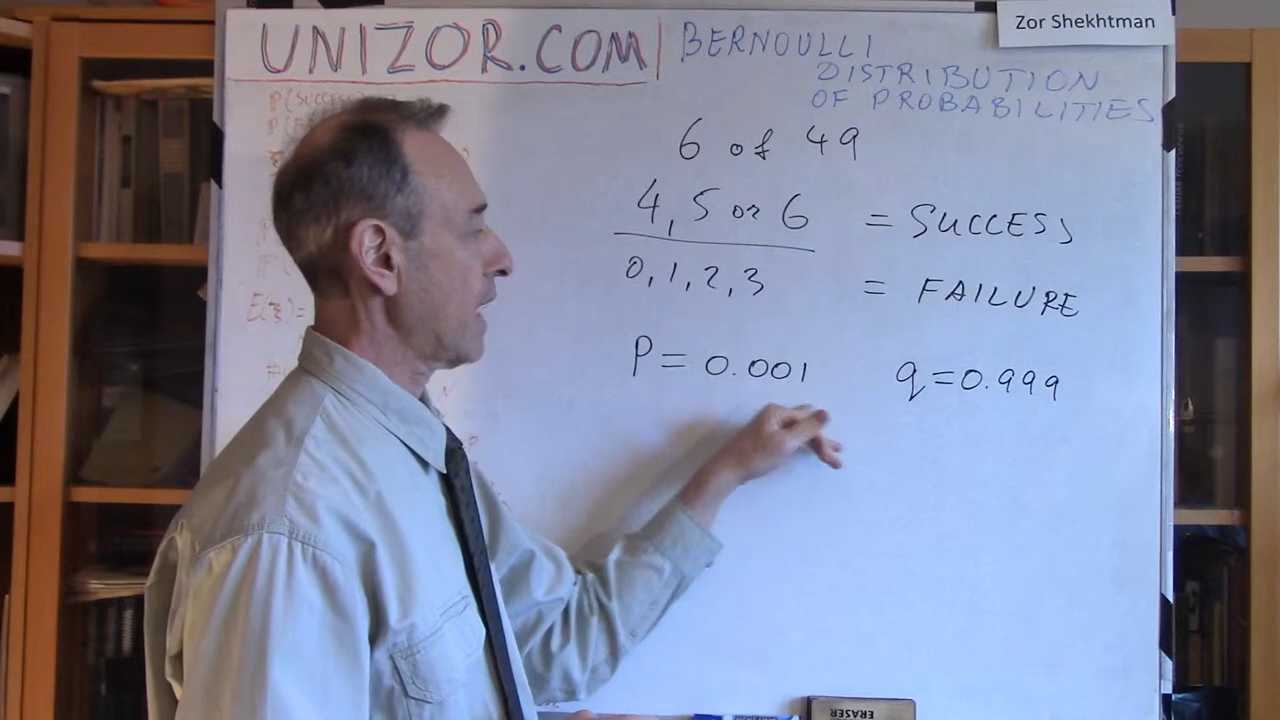 Zor Shekhtman
UNIZOR.COM | BERNOULLI
DISTRIBUTION
OF PROBABILITIES
P(SUCCESS)
6 of 49
4, 5 or 6 = SUCCESS
0, 1, 2, 3 = FAILURE
E(ξ)=
P = 0.001 q = 0.999
ERASER